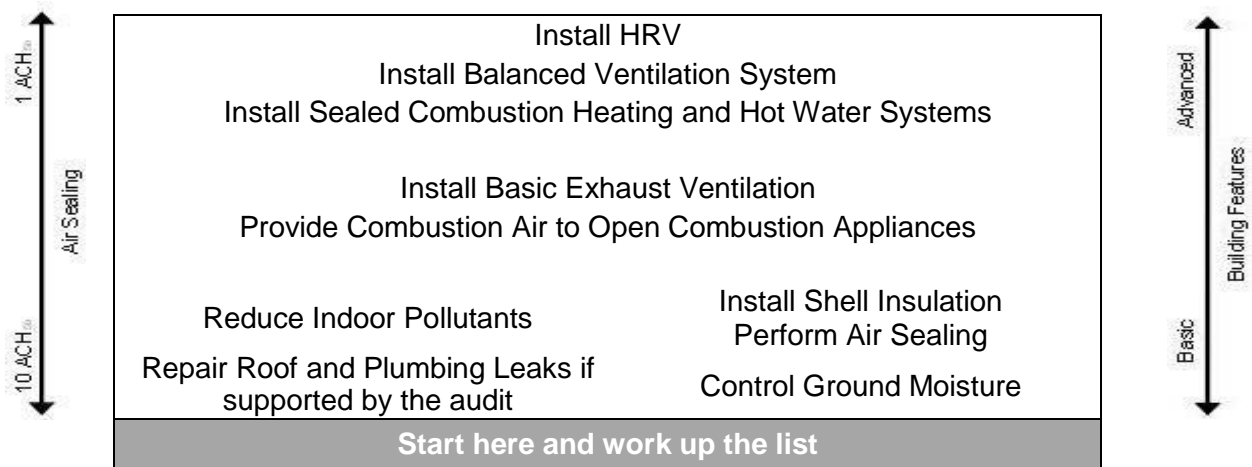 1 ACH50
Air Sealing
10 ACH50
Install HRV
Install Balanced Ventilation System
Install Sealed Combustion Heating and Hot Water Systems
Install Basic Exhaust Ventilation
Provide Combustion Air to Open Combustion Appliances
Reduce Indoor Pollutants
Repair Roof and Plumbing Leaks if
supported by the audit
Install Shell Insulation
Perform Air Sealing
Control Ground Moisture
Start here and work up the list
Advanced
Building Features
Basic